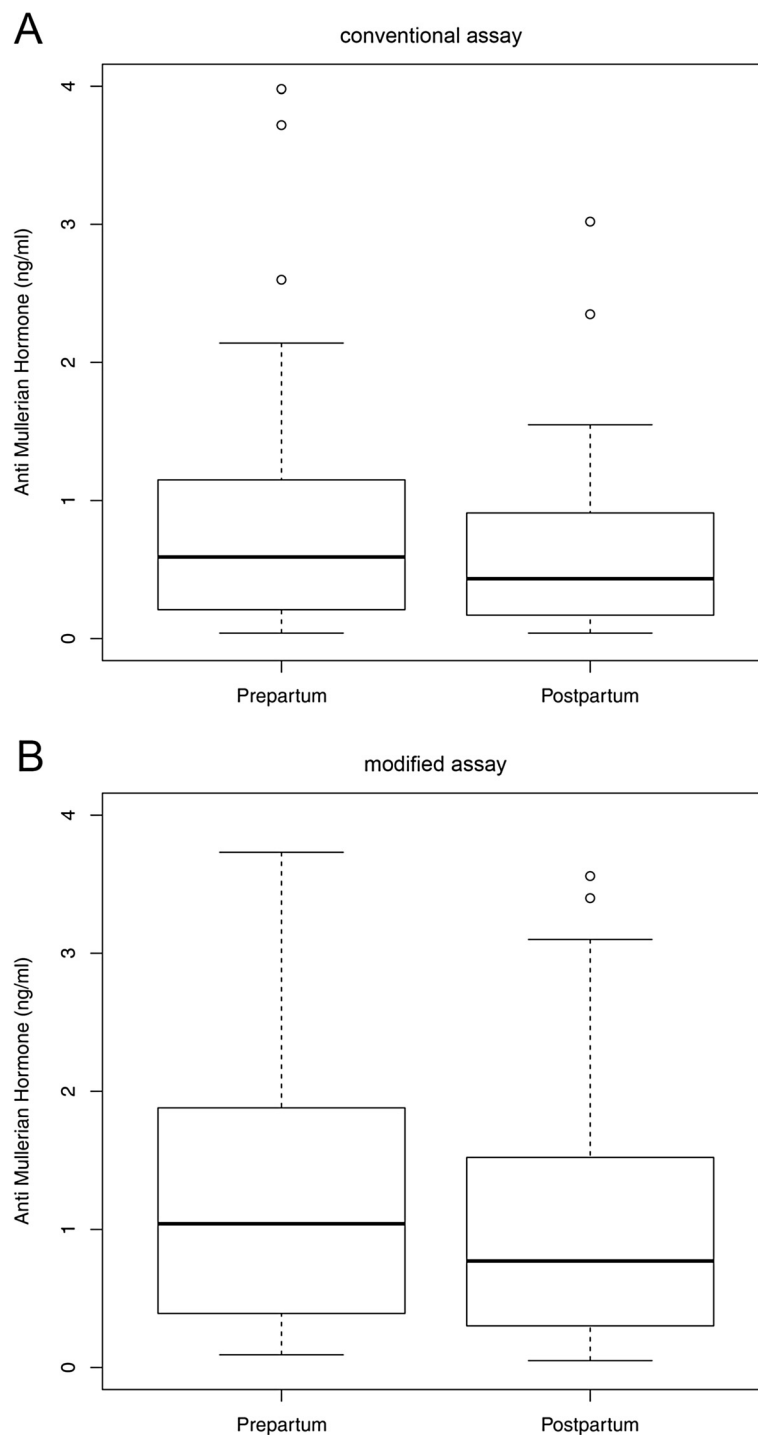 A
conventional assay
4
3
2
1
0
Anti Mullerian Hormone (ng/ml)
Prepartum Postpartum
B
modified assay
4
3
2
1
0
Anti Mullerian Hormone (ng/ml)
Prepartum Postpartum